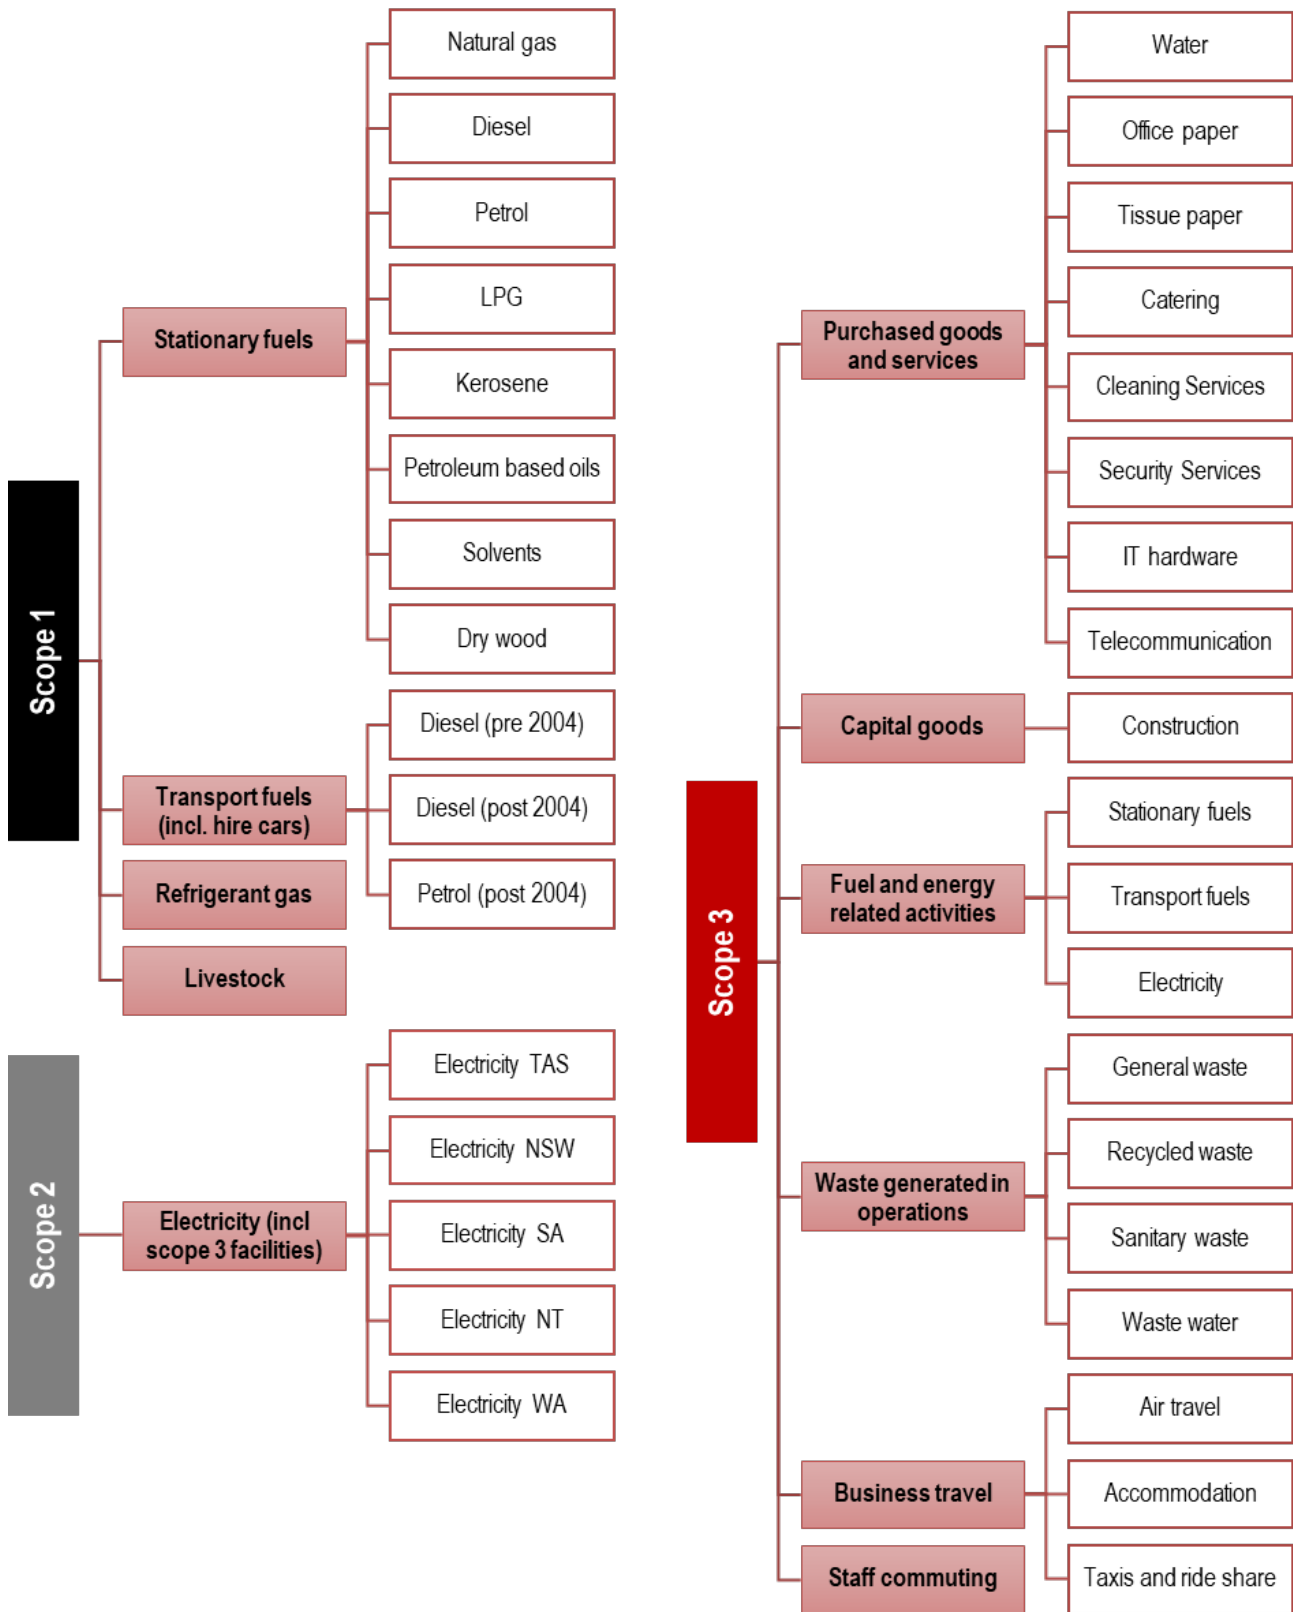 Scope 1
Stationary fuels
Natural gas
Diesel
Petrol
LPG
Kerosene
Petroleum based oils
Solvents
Dry wood
Transport fuels
(incl. hire cars)
Diesel (pre 2004)
Diesel (post 2004)
Petrol (post 2004)
Refrigerant gas
Livestock
Scope 2
Electricity (incl
scope 3 facilities)
Electricity TAS
Electricity NSW
Electricity SA
Electricity NT
Electricity WA
Scope 3
Purchased goods
and services
Water
Office paper
Tissue paper
Catering
Cleaning Services
Security Services
IT hardware
Telecommunication
Capital goods
Construction
Fuel and energy
related activities
Stationary fuels
Transport fuels
Electricity
Waste generated in
operations
General waste
Recycled waste
Sanitary waste
Waste water
Business travel
Air travel
Accommodation
Taxis and ride share
Staff commuting